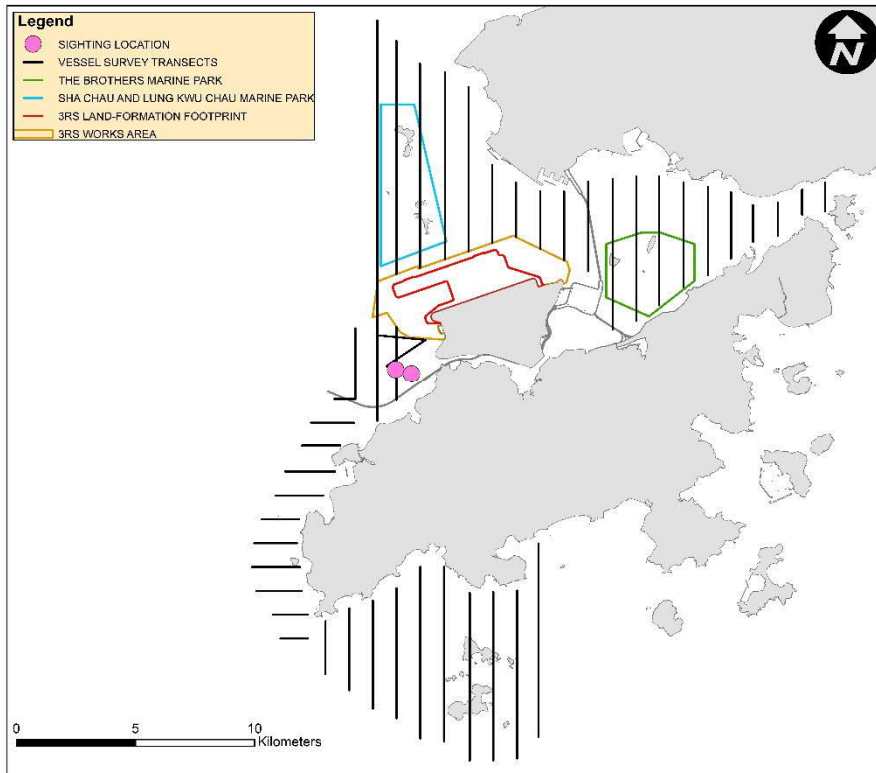 Legend
SIGHTING LOCATION
VESSEL SURVEY TRANSECTS
THE BROTHERS MARINE PARK
SHA CHAU AND LUNG KWU CHAU MARINE PARK
3RS LAND-FORMATION FOOTPRINT
3RS WORKS AREA
N
0 5 10
Kilometers